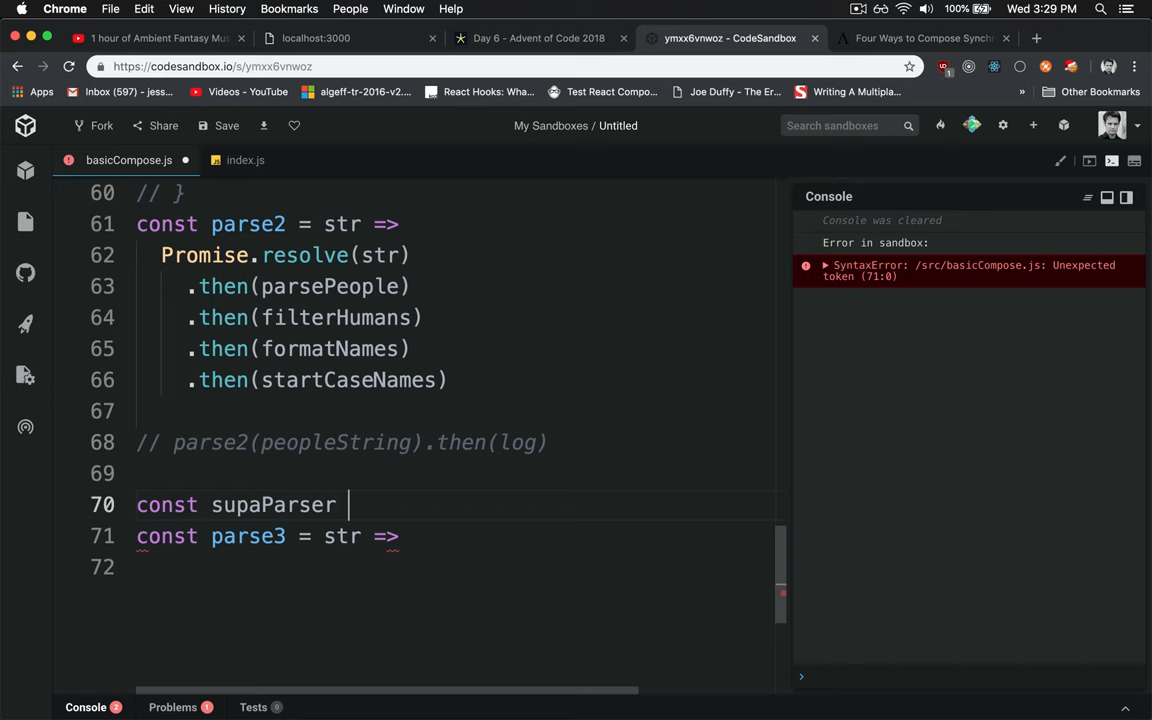 Chrome File Edit View History Bookmarks People Window Help 100% Wed 3:29 PM
1 hour of Ambient Fantasy Mus localhost:3000 Day 6 - Advent of Code 2018 ymxx6vnwoz - CodeSandbox Four Ways to Compose Synchr
https://codesandbox.io/s/ymxx6vnwoz
Apps Inbox (597) - jess... Videos - YouTube algeff-tr-2016-v2... React Hooks: Wha... Test React Compo... Joe Duffy - The Er... Writing A Multipla... » Other Bookmarks
Fork Share Save My Sandboxes / Untitled Search sandboxes
basicCompose.js index.js
Console
Console was cleared
Error in sandbox:
SyntaxError: /src/basicCompose.js: Unexpected
token (71:0)
60 // }
61 const parse2 = str =>
62 Promise.resolve(str)
63 .then(parsePeople)
64 .then(filterHumans)
65 .then(formatNames)
66 .then(startCaseNames)
67
68 // parse2(peopleString).then(log)
69
70 const supaParser
71 const parse3 = str =>
72
Console 2 Problems 1 Tests 0